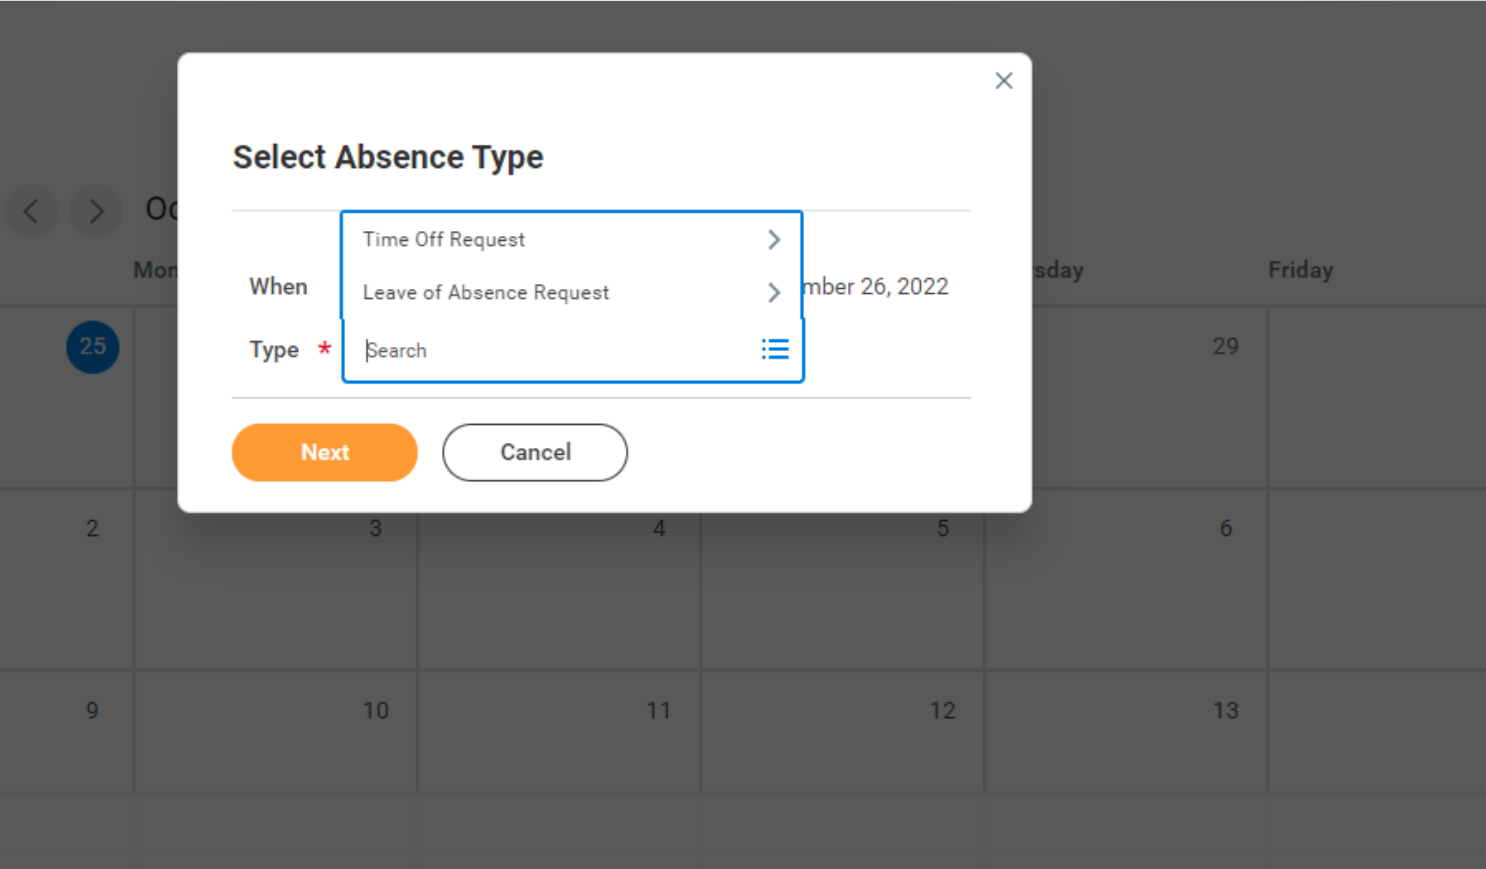 Select Absence Type
Oc
Time Off Request
Mon
sday
Friday
When
Leave of Absence Request
mber 26, 2022
25
Type *
Search
29
Next
Cancel
2
3
4
5
6
9
10
11
12
13